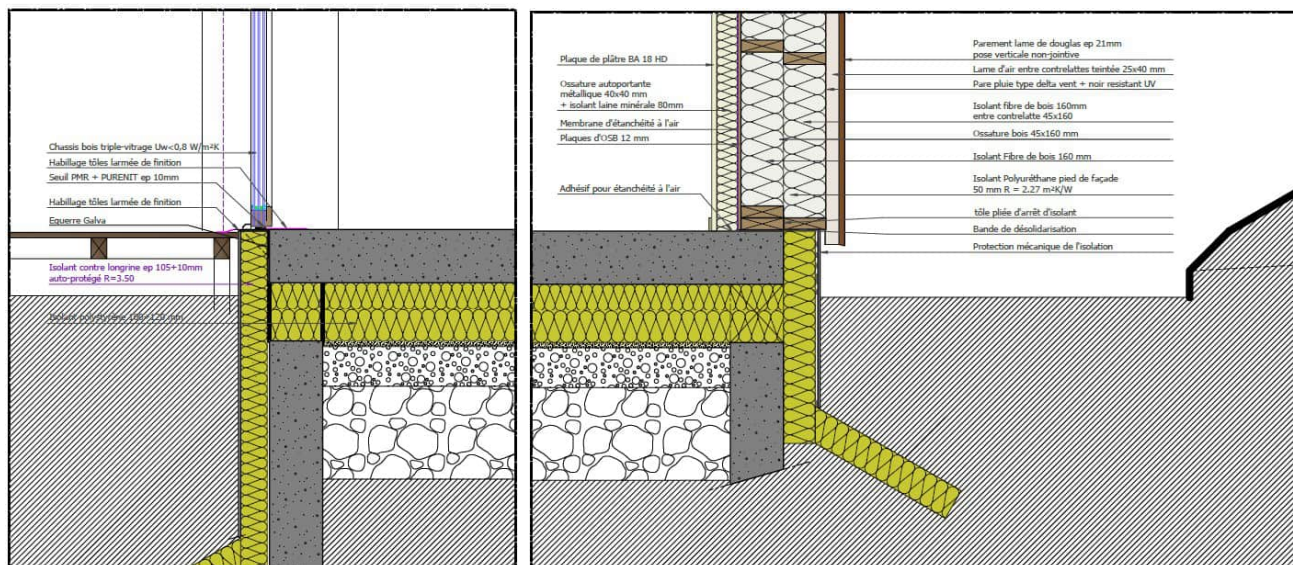 Chassis bois triple-vitrage Uw<0,8 W/m²K
Habillage tôles larmée de finition
Seuil PMR + PURENIT ep 10mm
Habillage tôles larmée de finition
Equerre Galva
Isolant contre longrine ep 105+10mm
auto-protégé R=3.50
Isolant polystyrène 100+120 mm
Plaque de plâtre BA 18 HD
Ossature autoportante
métallique 40x40 mm
+ isolant laine minérale 80mm
Membrane d'étanchéité à l'air
Plaques d'OSB 12 mm
Adhésif pour étanchéité à l'air
Parement lame de douglas ep 21mm
pose verticale non-jointive
Lame d'air entre contrelattes teintée 25x40 mm
Pare pluie type delta vent + noir resistant UV
Isolant fibre de bois 160mm
entre contrelatte 45x160
Ossature bois 45x160 mm
Isolant Fibre de bois 160 mm
Isolant Polyuréthane pied de façade
50 mm R = 2.27 m²K/W
tôle pliée d'arrêt d'isolant
Bande de désolidarisation
Protection mécanique de l'isolation